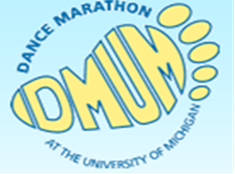 DANCE MARATHON
DMUM
AT THE UNIVERSITY OF MICHIGAN